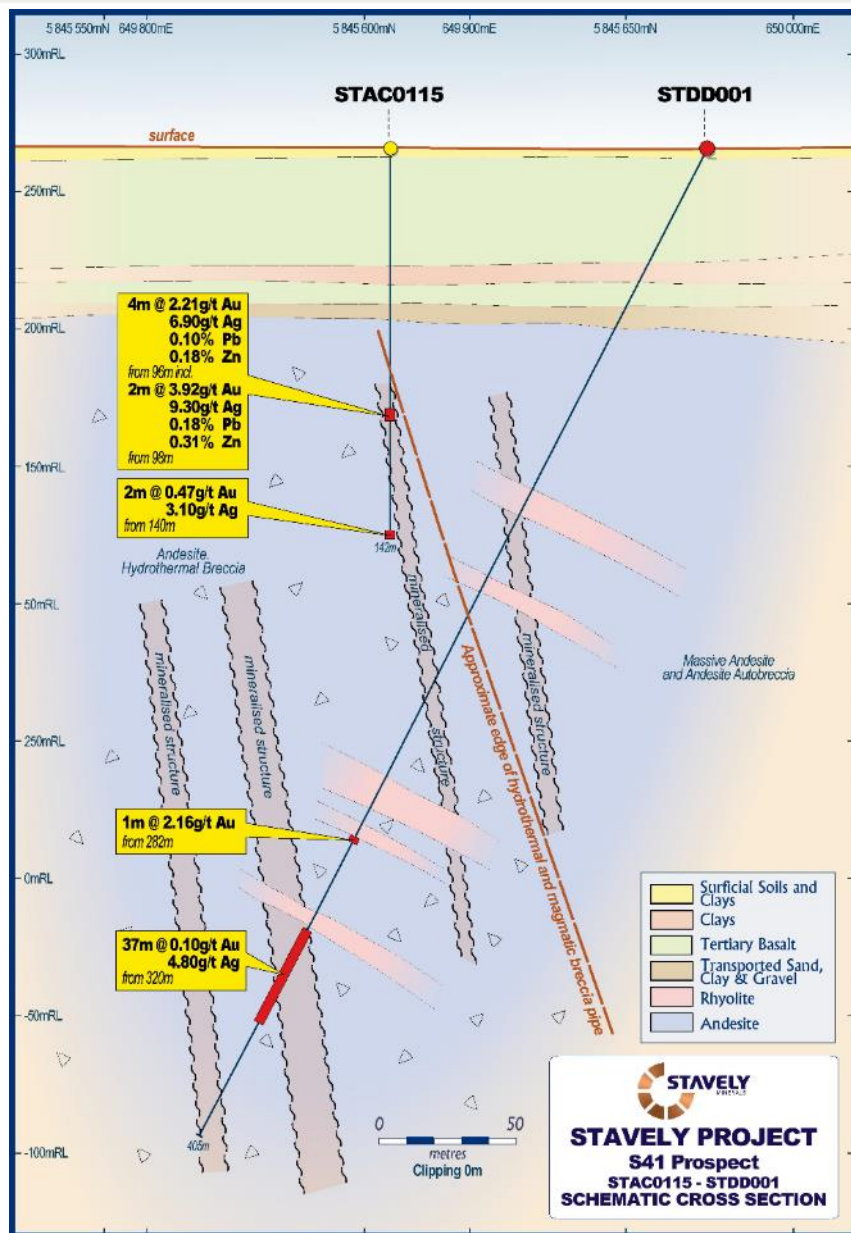 5 845 550mN 649 800mE 5 845 600mN 649 900mE 5 845 650mN 650 000mE
300mRL
STAC0115 STDD001
surface
250mRL
4m @ 2.21g/t Au
6.90g/t Ag
0.10% Pb
0.18% Zn
from 96m incl.
2m @ 3.92g/t Au
9.30g/t Ag
0.18% Pb
0.31% Zn
from 98m
200mRL
150mRL
2m @ 0.47g/t Au
3.10g/t Ag
from 140m
142m
Andesite,
Hydrothermal Breccia
50mRL
mineralised structure
mineralised structure
mineralised structure
mineralised structure
Approximate edge of hydrothermal and magmatic breccia pipe
Massive Andesite
and Andesite Autobreccia
250mRL
1m @ 2.16g/t Au
from 282m
0mRL
37m @ 0.10g/t Au
4.80g/t Ag
from 320m
-50mRL
405m
-100mRL
Surficial Soils and
Clays
Clays
Tertiary Basalt
Transported Sand,
Clay & Gravel
Rhyolite
Andesite
0 50
metres
Clipping 0m
STAVELY
MINERALS
STAVELY PROJECT
S41 Prospect
STAC0115 - STDD001
SCHEMATIC CROSS SECTION